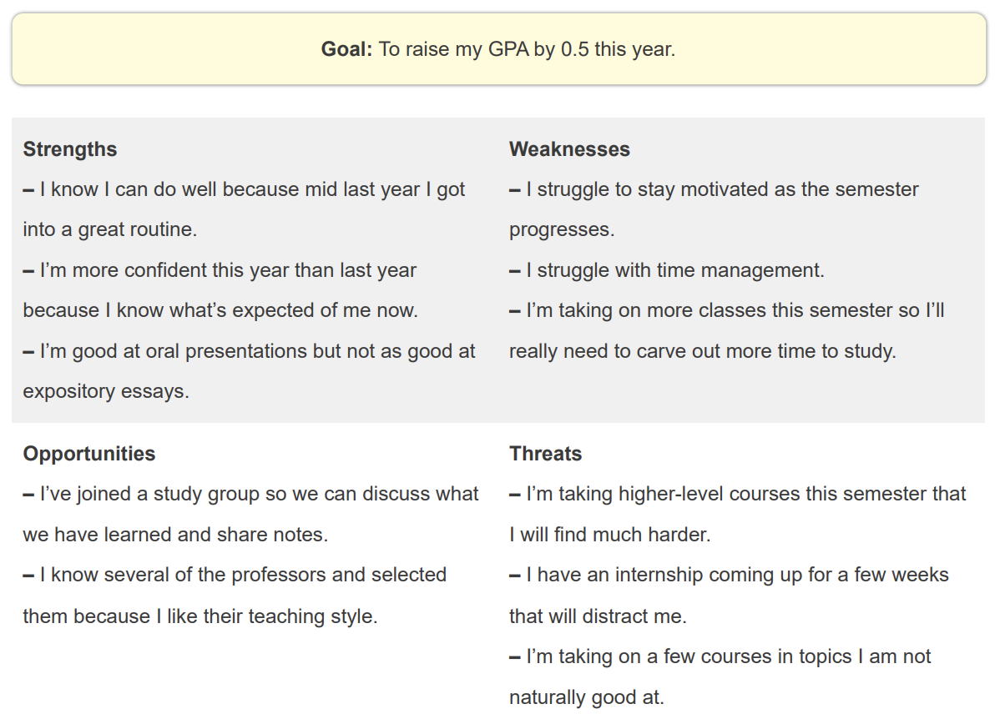 Goal: To raise my GPA by 0.5 this year.
Strengths
– I know I can do well because mid last year I got
into a great routine.
– I’m more confident this year than last year
because I know what’s expected of me now.
– I’m good at oral presentations but not as good at
expository essays.
Weaknesses
– I struggle to stay motivated as the semester
progresses.
– I struggle with time management.
– I’m taking on more classes this semester so I’ll
really need to carve out more time to study.
Opportunities
– I’ve joined a study group so we can discuss what
we have learned and share notes.
– I know several of the professors and selected
them because I like their teaching style.
Threats
– I’m taking higher-level courses this semester that
I will find much harder.
– I have an internship coming up for a few weeks
that will distract me.
– I’m taking on a few courses in topics I am not
naturally good at.